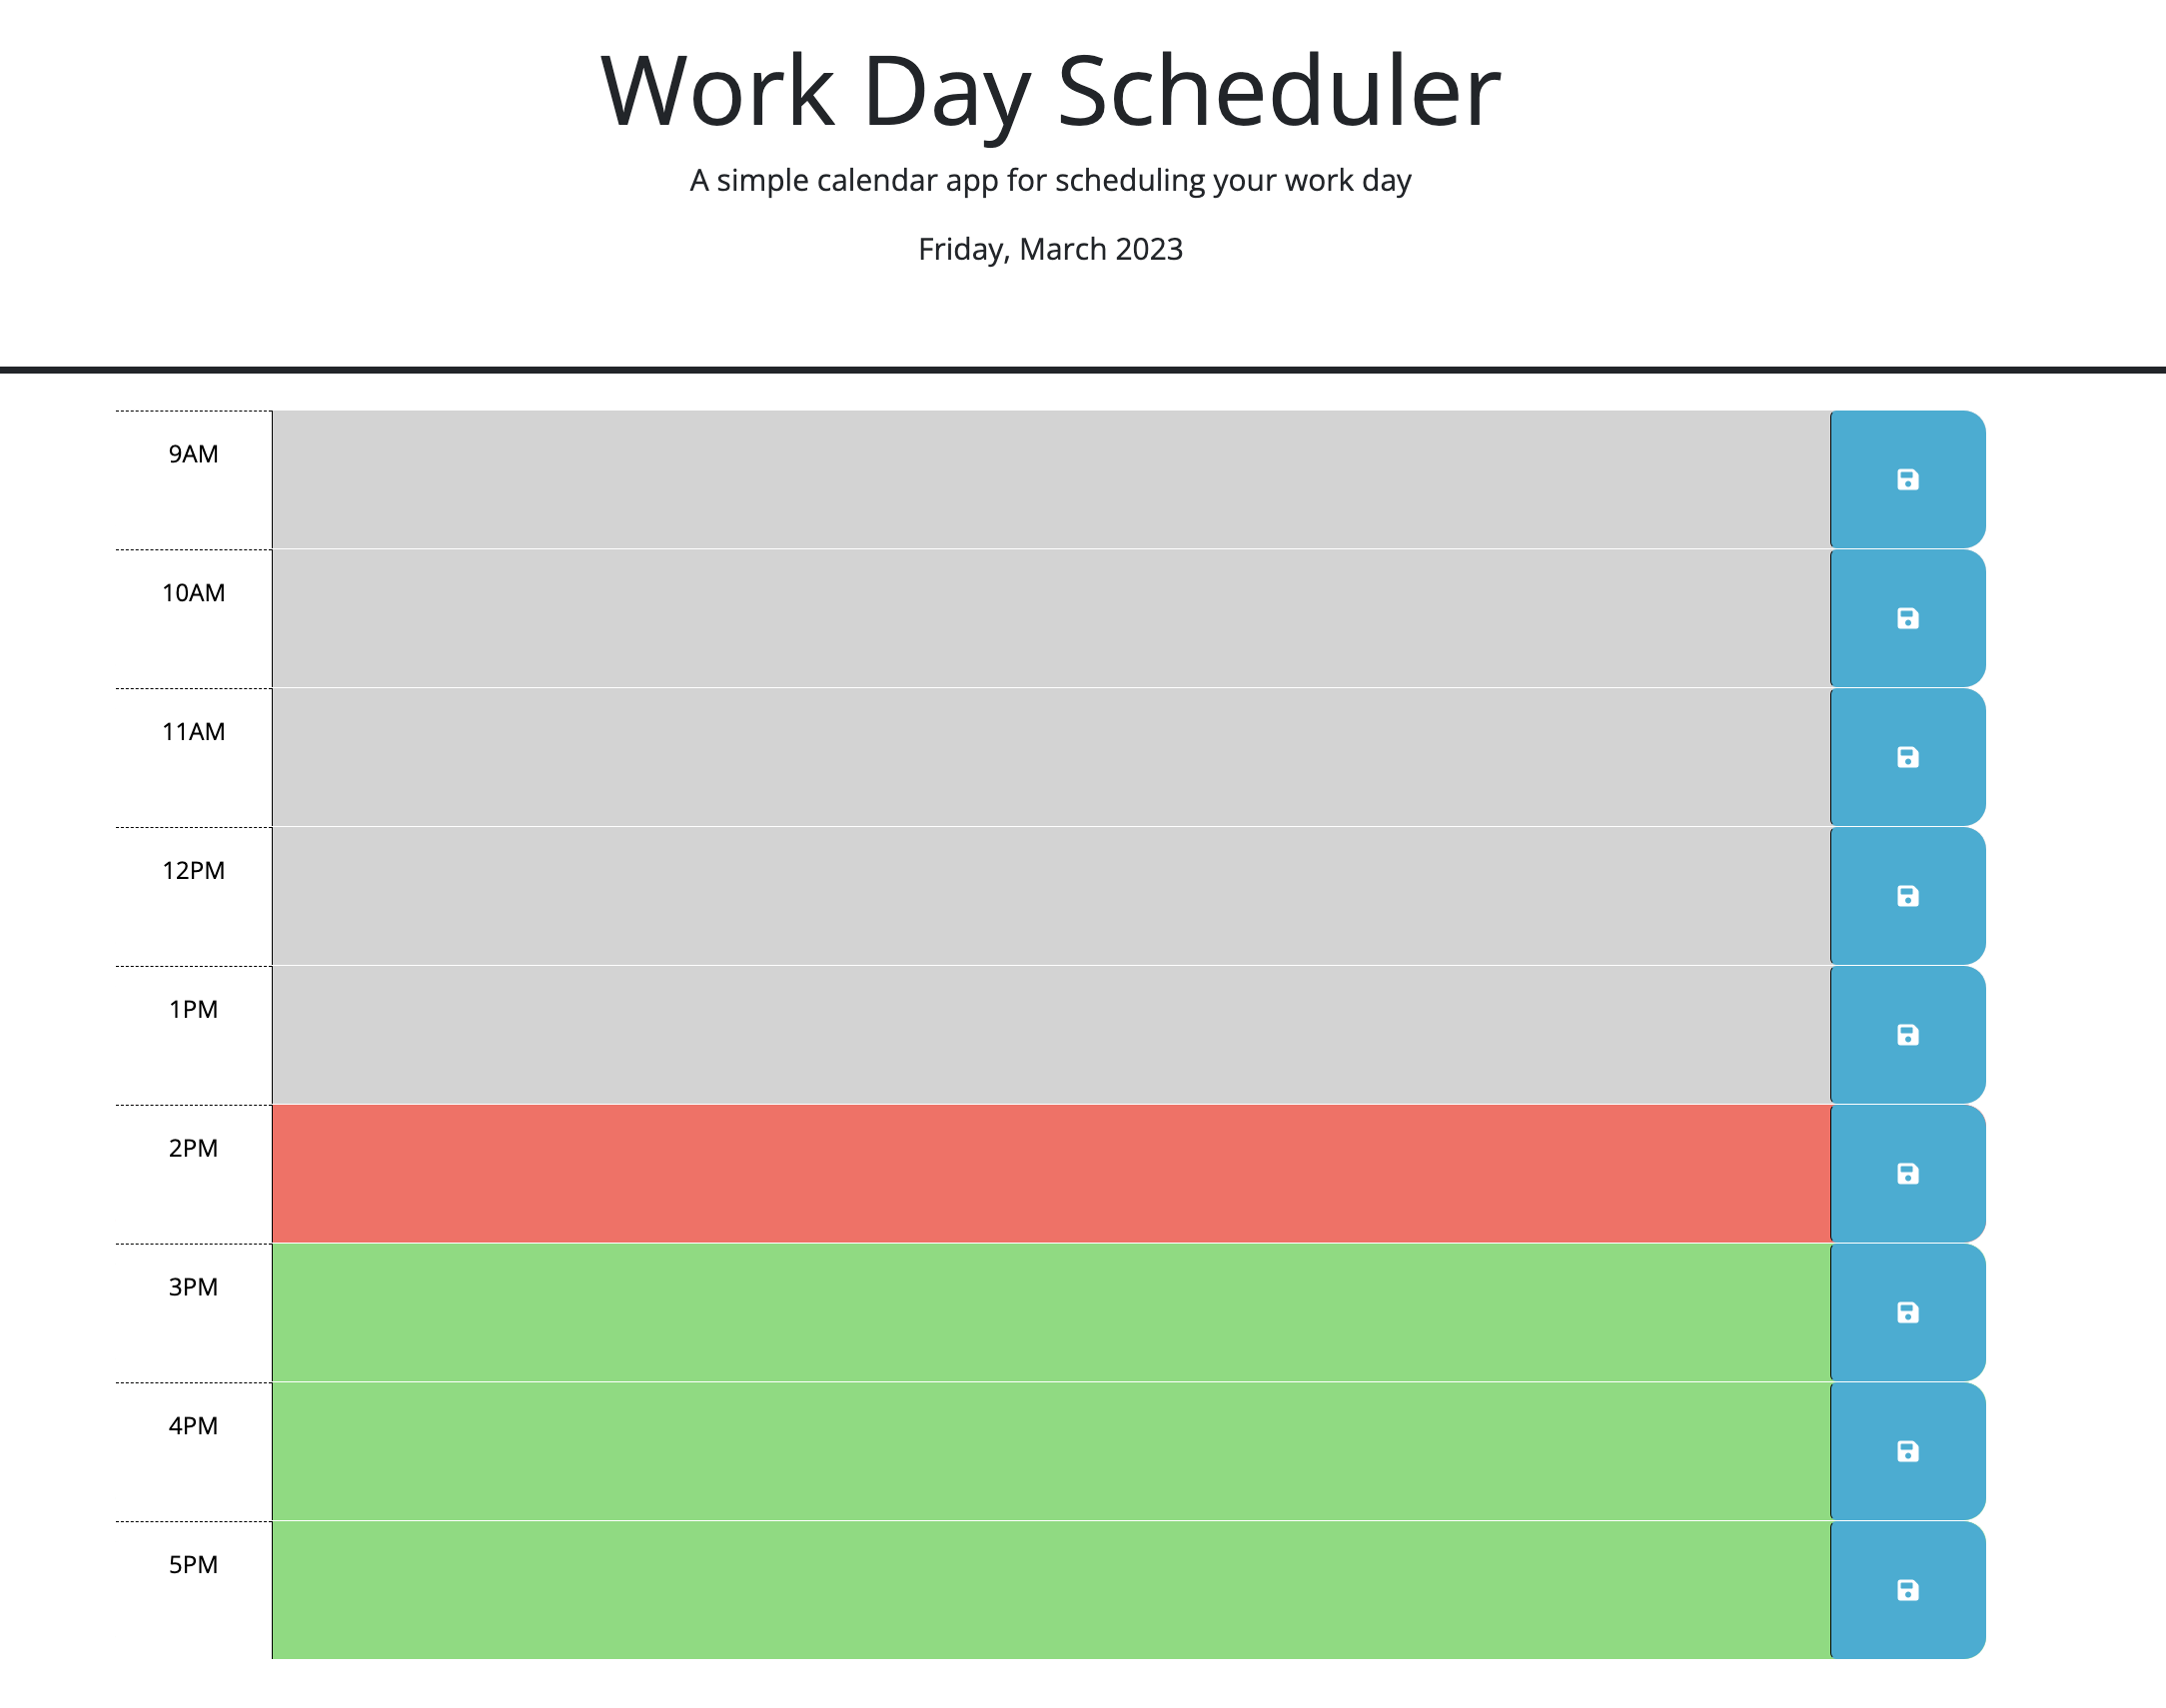 Work Day Scheduler
A simple calendar app for scheduling your work day
Friday, March 2023
9AM
10AM
11AM
12PM
1PM
2PM
3PM
4PM
5PM